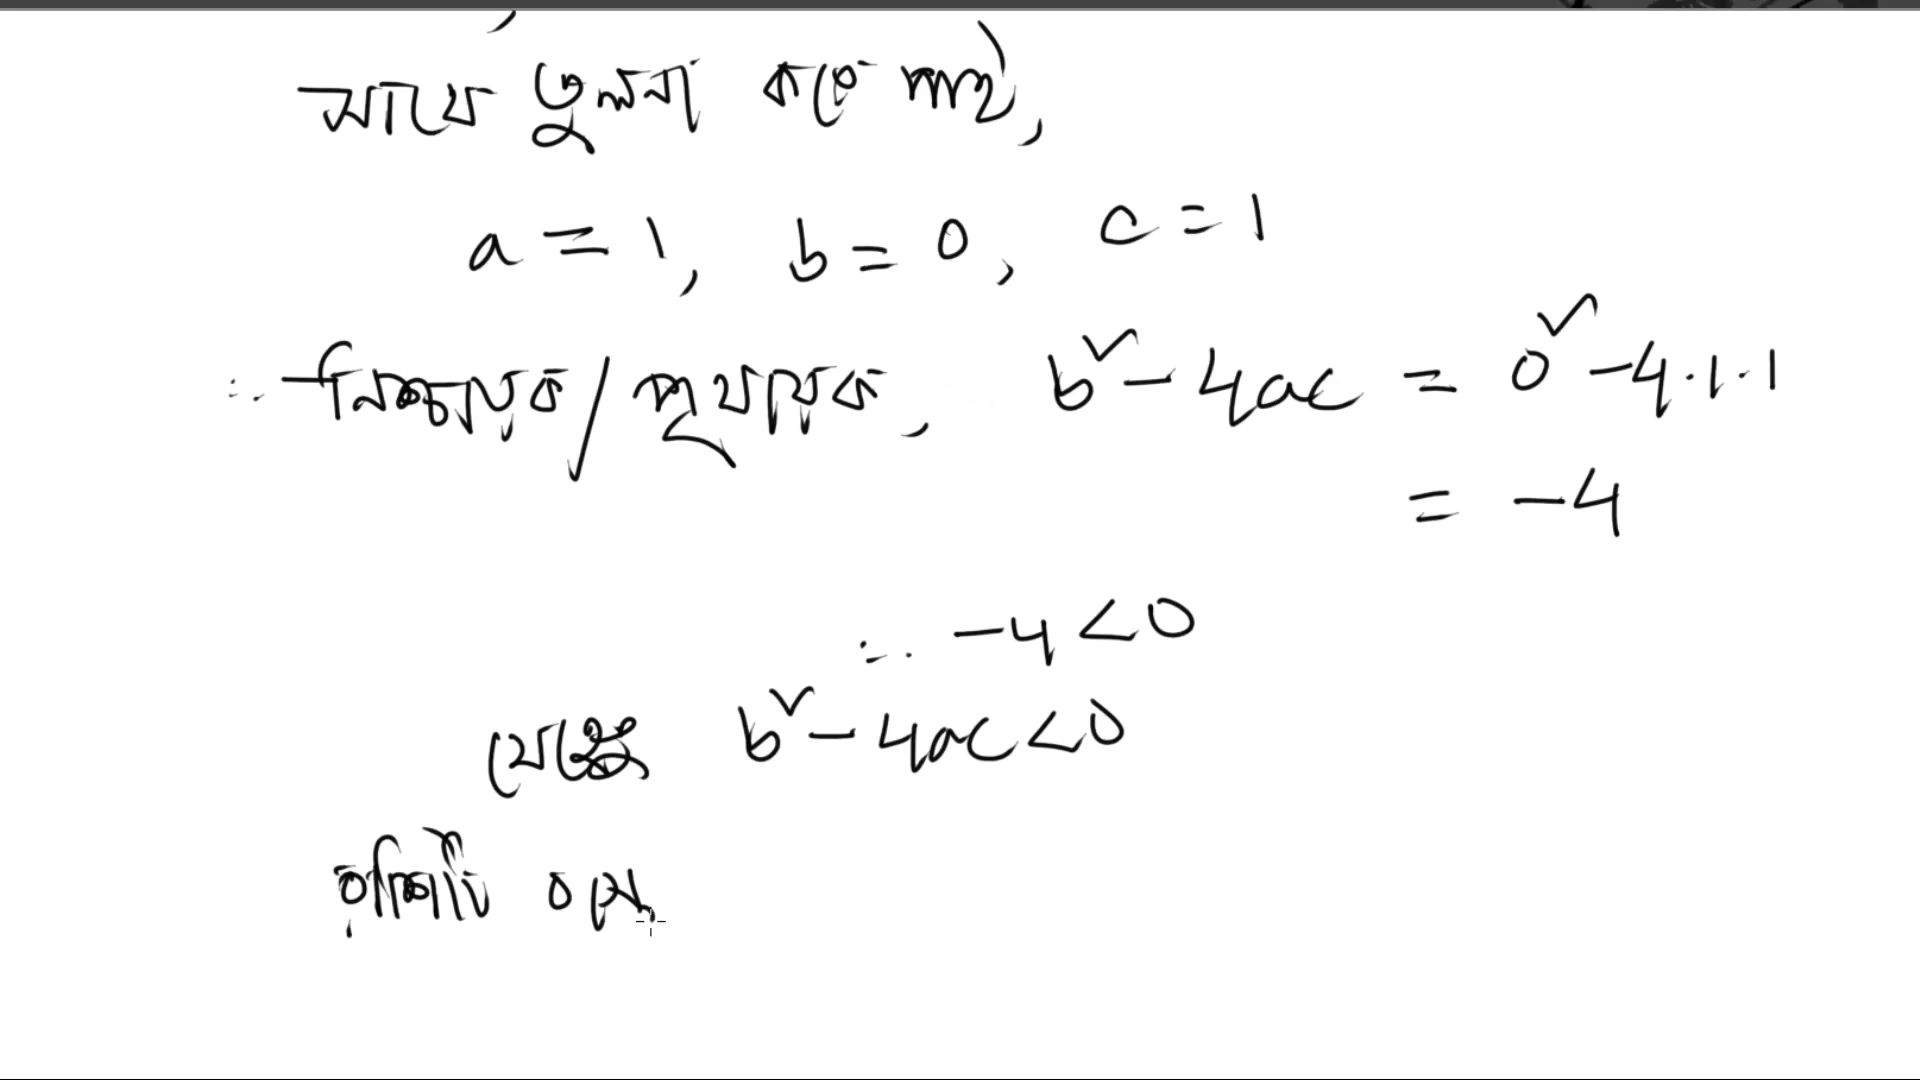 সাথে তুলনা করে পাই,
a = 1, b = 0, c = 1
∴ নিশ্চায়ক/পৃথায়ক, b² - 4ac = 0² - 4.1.1
= -4
∴ -4 < 0
যেহেতু b² - 4ac < 0